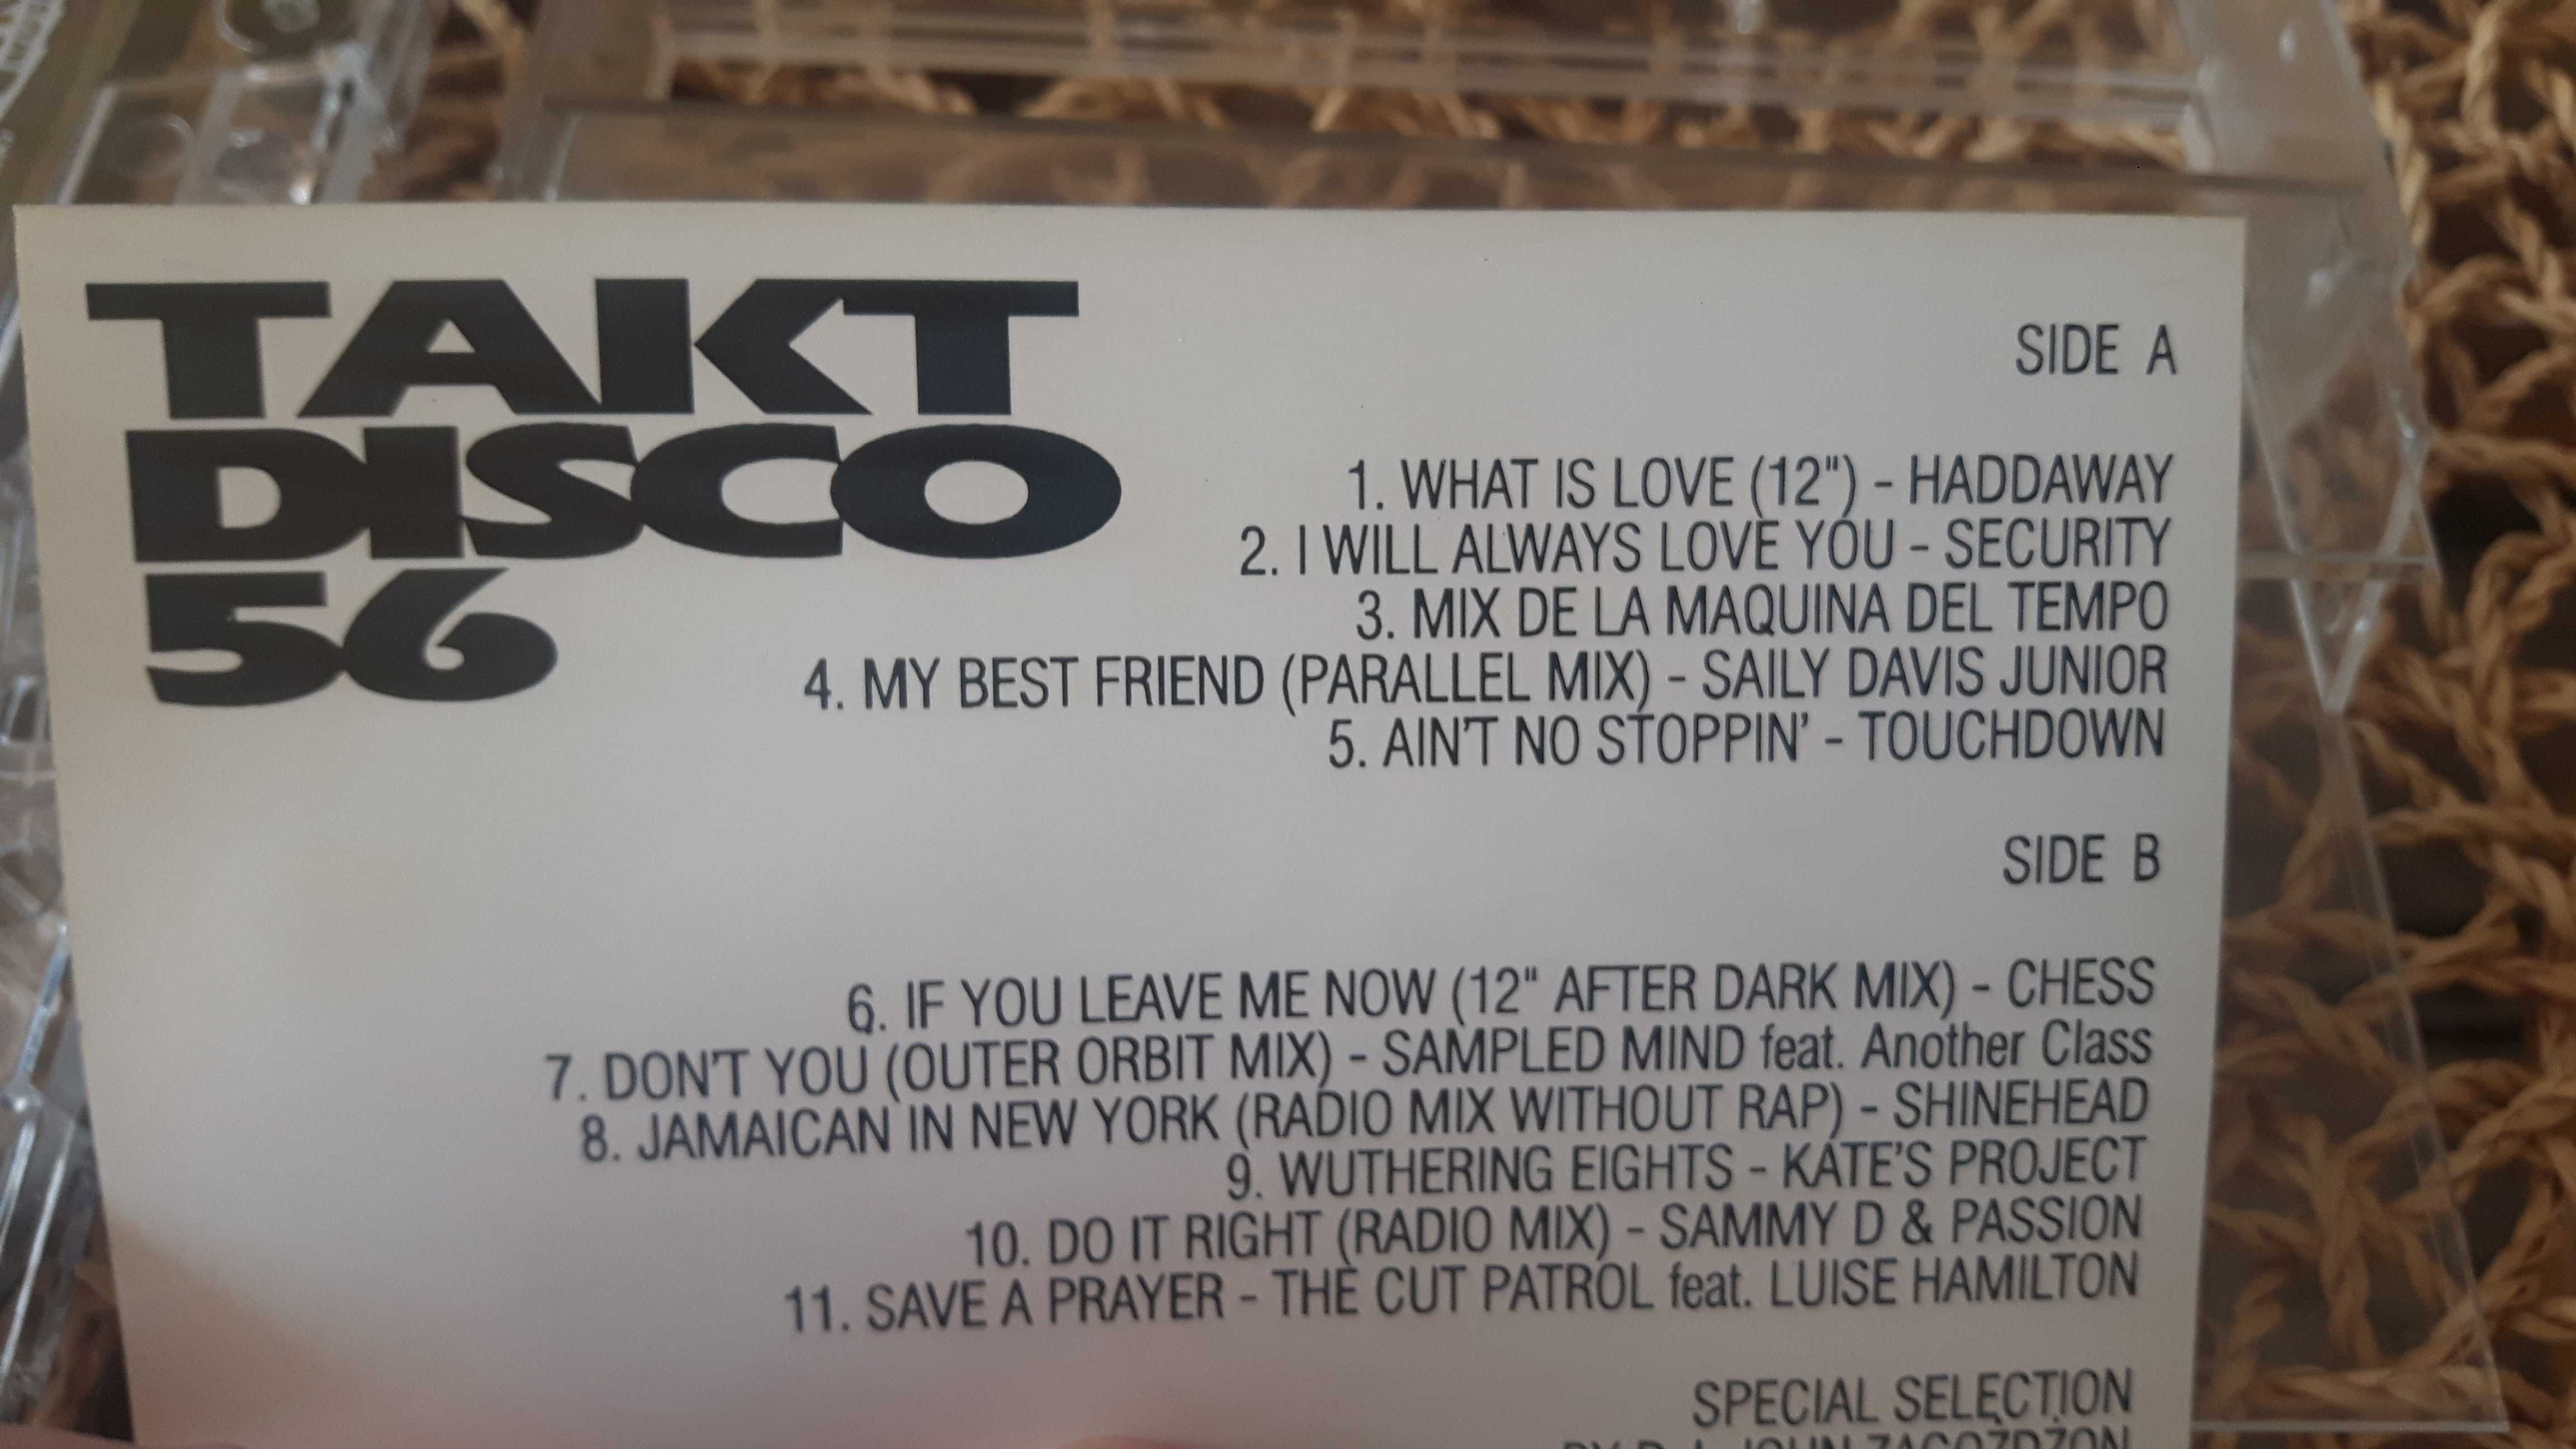 TAKT
DISCO
56
SIDE A
1. WHAT IS LOVE (12") - HADDAWAY
2. I WILL ALWAYS LOVE YOU - SECURITY
3. MIX DE LA MAQUINA DEL TEMPO
4. MY BEST FRIEND (PARALLEL MIX) - SAILY DAVIS JUNIOR
5. AIN'T NO STOPPIN' - TOUCHDOWN
SIDE B
6. IF YOU LEAVE ME NOW (12" AFTER DARK MIX) - CHESS
7. DON'T YOU (OUTER ORBIT MIX) - SAMPLED MIND feat. Another Class
8. JAMAICAN IN NEW YORK (RADIO MIX WITHOUT RAP) - SHINEHEAD
9. WUTHERING EIGHTS - KATE'S PROJECT
10. DO IT RIGHT (RADIO MIX) - SAMMY D & PASSION
11. SAVE A PRAYER - THE CUT PATROL feat. LUISE HAMILTON
SPECIAL SELECTION
BY D.J. JOHN ZAGOŻDŻON